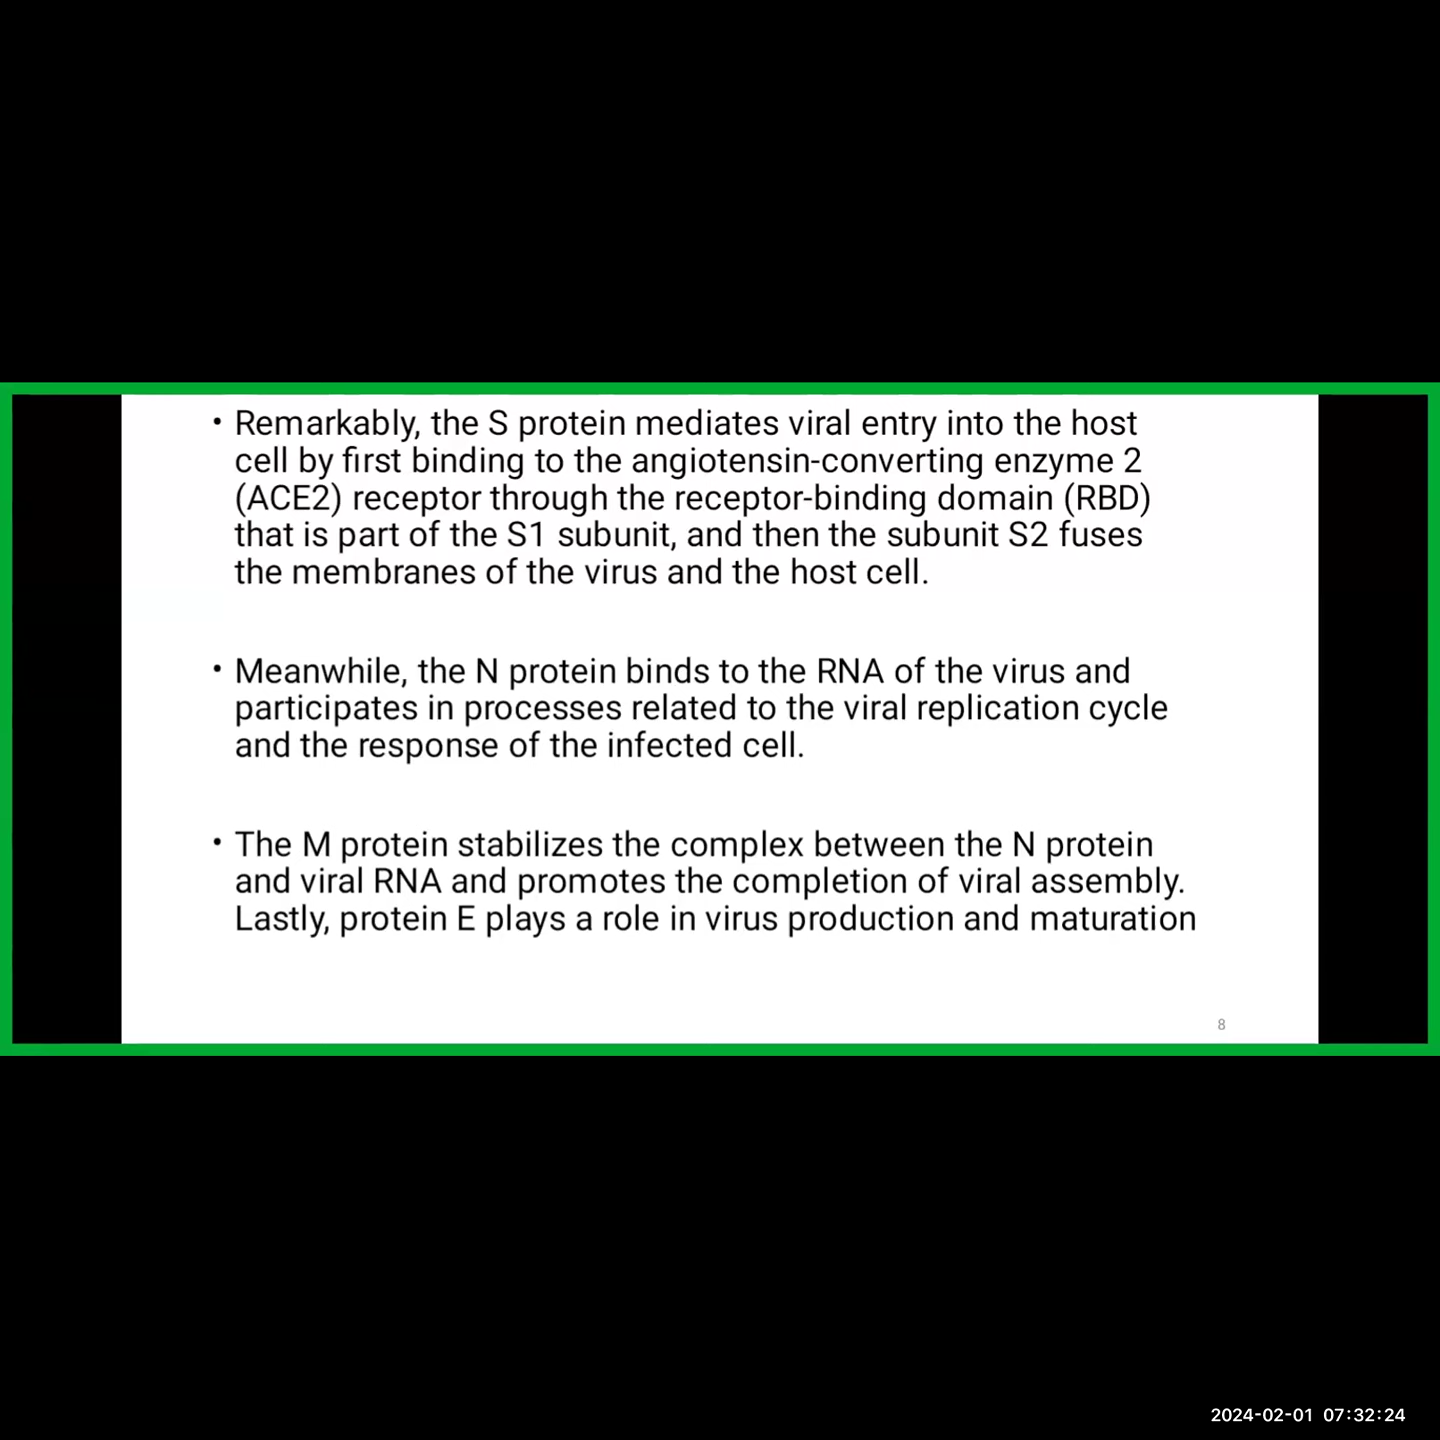 • Remarkably, the S protein mediates viral entry into the host
cell by first binding to the angiotensin-converting enzyme 2
(ACE2) receptor through the receptor-binding domain (RBD)
that is part of the S1 subunit, and then the subunit S2 fuses
the membranes of the virus and the host cell.
• Meanwhile, the N protein binds to the RNA of the virus and
participates in processes related to the viral replication cycle
and the response of the infected cell.
• The M protein stabilizes the complex between the N protein
and viral RNA and promotes the completion of viral assembly.
Lastly, protein E plays a role in virus production and maturation
8
2024-02-01 07:32:24